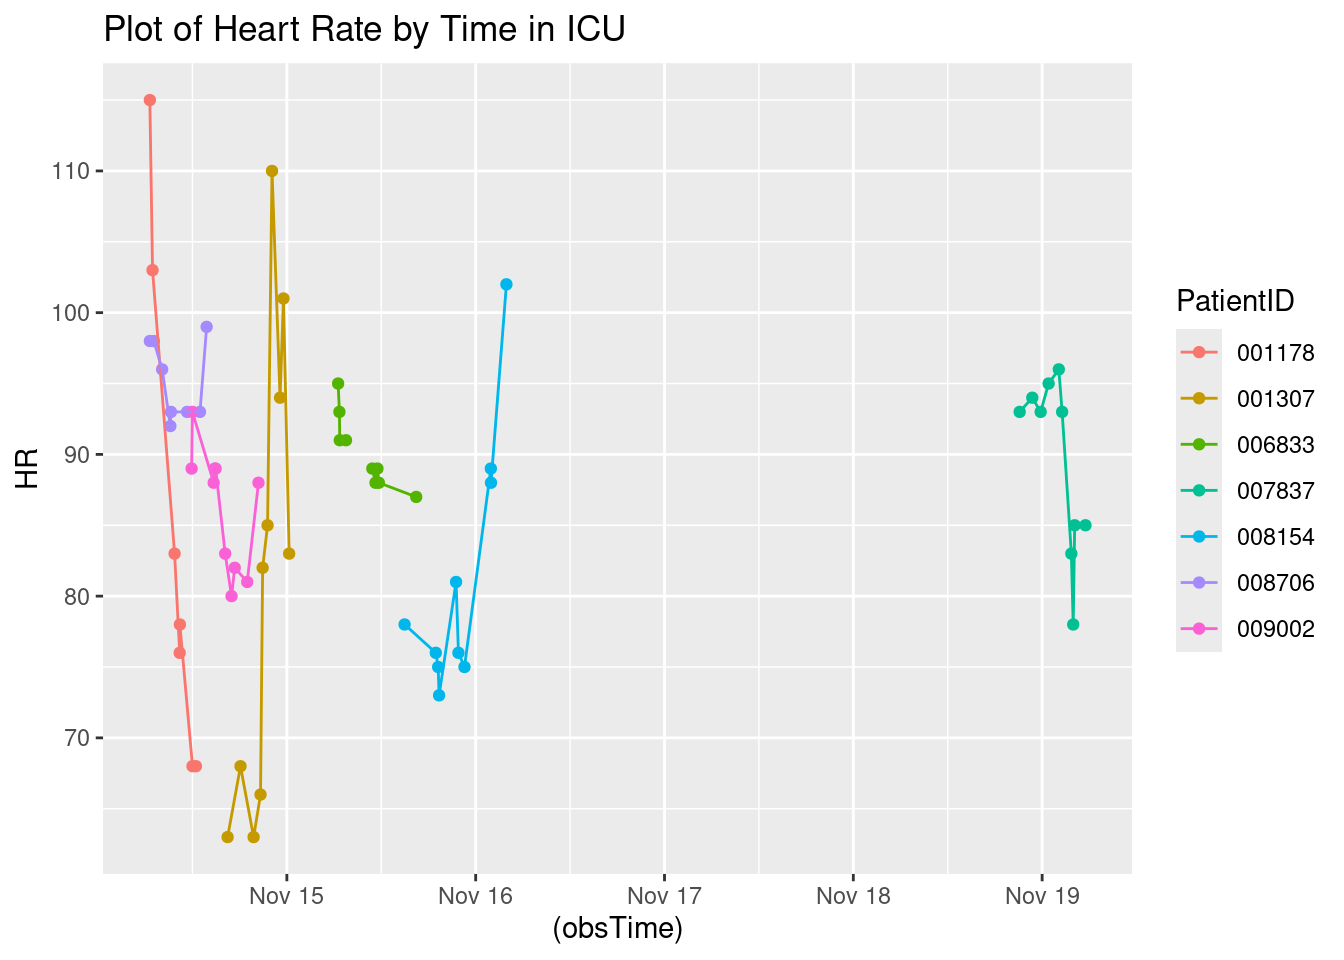 Plot of Heart Rate by Time in ICU
HR
110
100
90
80
70
Nov 15
Nov 16
Nov 17
Nov 18
Nov 19
(obsTime)
PatientID
001178
001307
006833
007837
008154
008706
009002